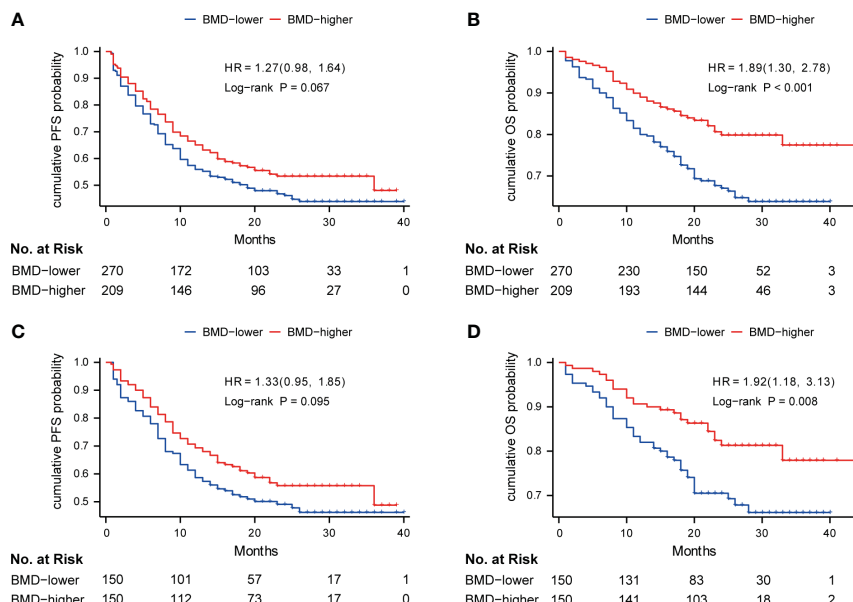 A
BMD−lower BMD−higher
cumulative PFS probability
1.0
0.9
0.8
0.7
0.6
0.5
HR = 1.27(0.98, 1.64)
Log−rank P = 0.067
0 10 20 30 40
Months
No. at Risk
BMD−lower 270 172 103 33 1
BMD−higher 209 146 96 27 0
B
BMD−lower BMD−higher
cumulative OS probability
1.0
0.9
0.8
0.7
HR = 1.89(1.30, 2.78)
Log−rank P < 0.001
0 10 20 30 40
Months
No. at Risk
BMD−lower 270 230 150 52 3
BMD−higher 209 193 144 46 3
C
BMD−lower BMD−higher
cumulative PFS probability
1.0
0.9
0.8
0.7
0.6
0.5
HR = 1.33(0.95, 1.85)
Log−rank P = 0.095
0 10 20 30 40
Months
No. at Risk
BMD−lower 150 101 57 17 1
BMD−higher 150 112 73 17 0
D
BMD−lower BMD−higher
cumulative OS probability
1.0
0.9
0.8
0.7
HR = 1.92(1.18, 3.13)
Log−rank P = 0.008
0 10 20 30 40
Months
No. at Risk
BMD−lower 150 131 83 30 1
BMD−higher 150 141 103 18 2